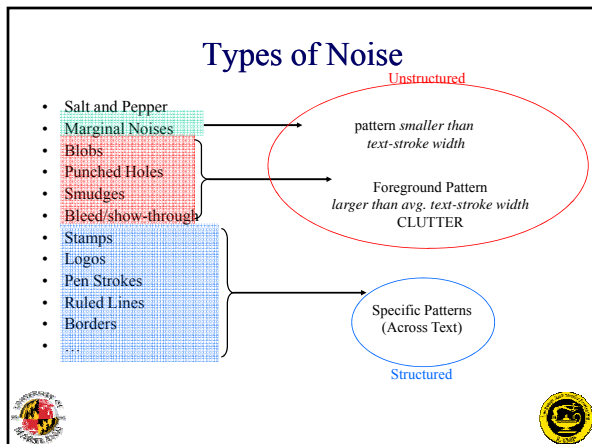 Types of Noise
Unstructured
• Salt and Pepper
• Marginal Noises
• Blobs
• Punched Holes
• Smudges
• Bleed/show-through
• Stamps
• Logos
• Pen Strokes
• Ruled Lines
• Borders
• …
pattern smaller than
text-stroke width
Foreground Pattern
larger than avg. text-stroke width
CLUTTER
Specific Patterns
(Across Text)
Structured